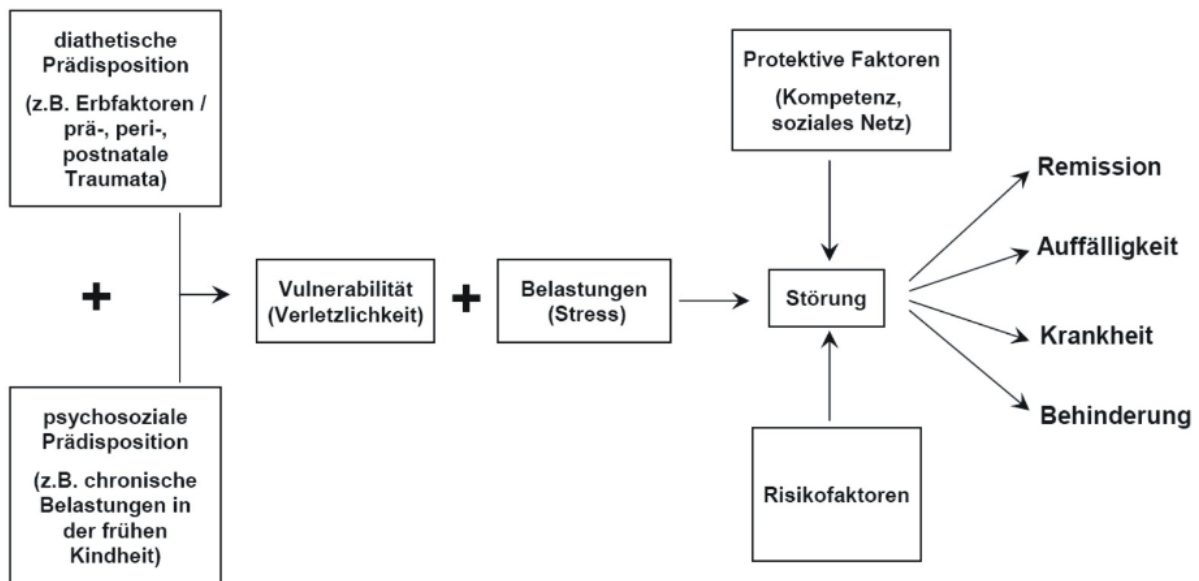 diathetische
Prädisposition
(z.B. Erbfaktoren /
prä-, peri-,
postnatale
Traumata)
+
psychosoziale
Prädisposition
(z.B. chronische
Belastungen in
der frühen
Kindheit)
Vulnerabilität
(Verletzlichkeit)
+
Belastungen
(Stress)
Protektive Faktoren
(Kompetenz,
soziales Netz)
Störung
Risikofaktoren
Remission
Auffälligkeit
Krankheit
Behinderung